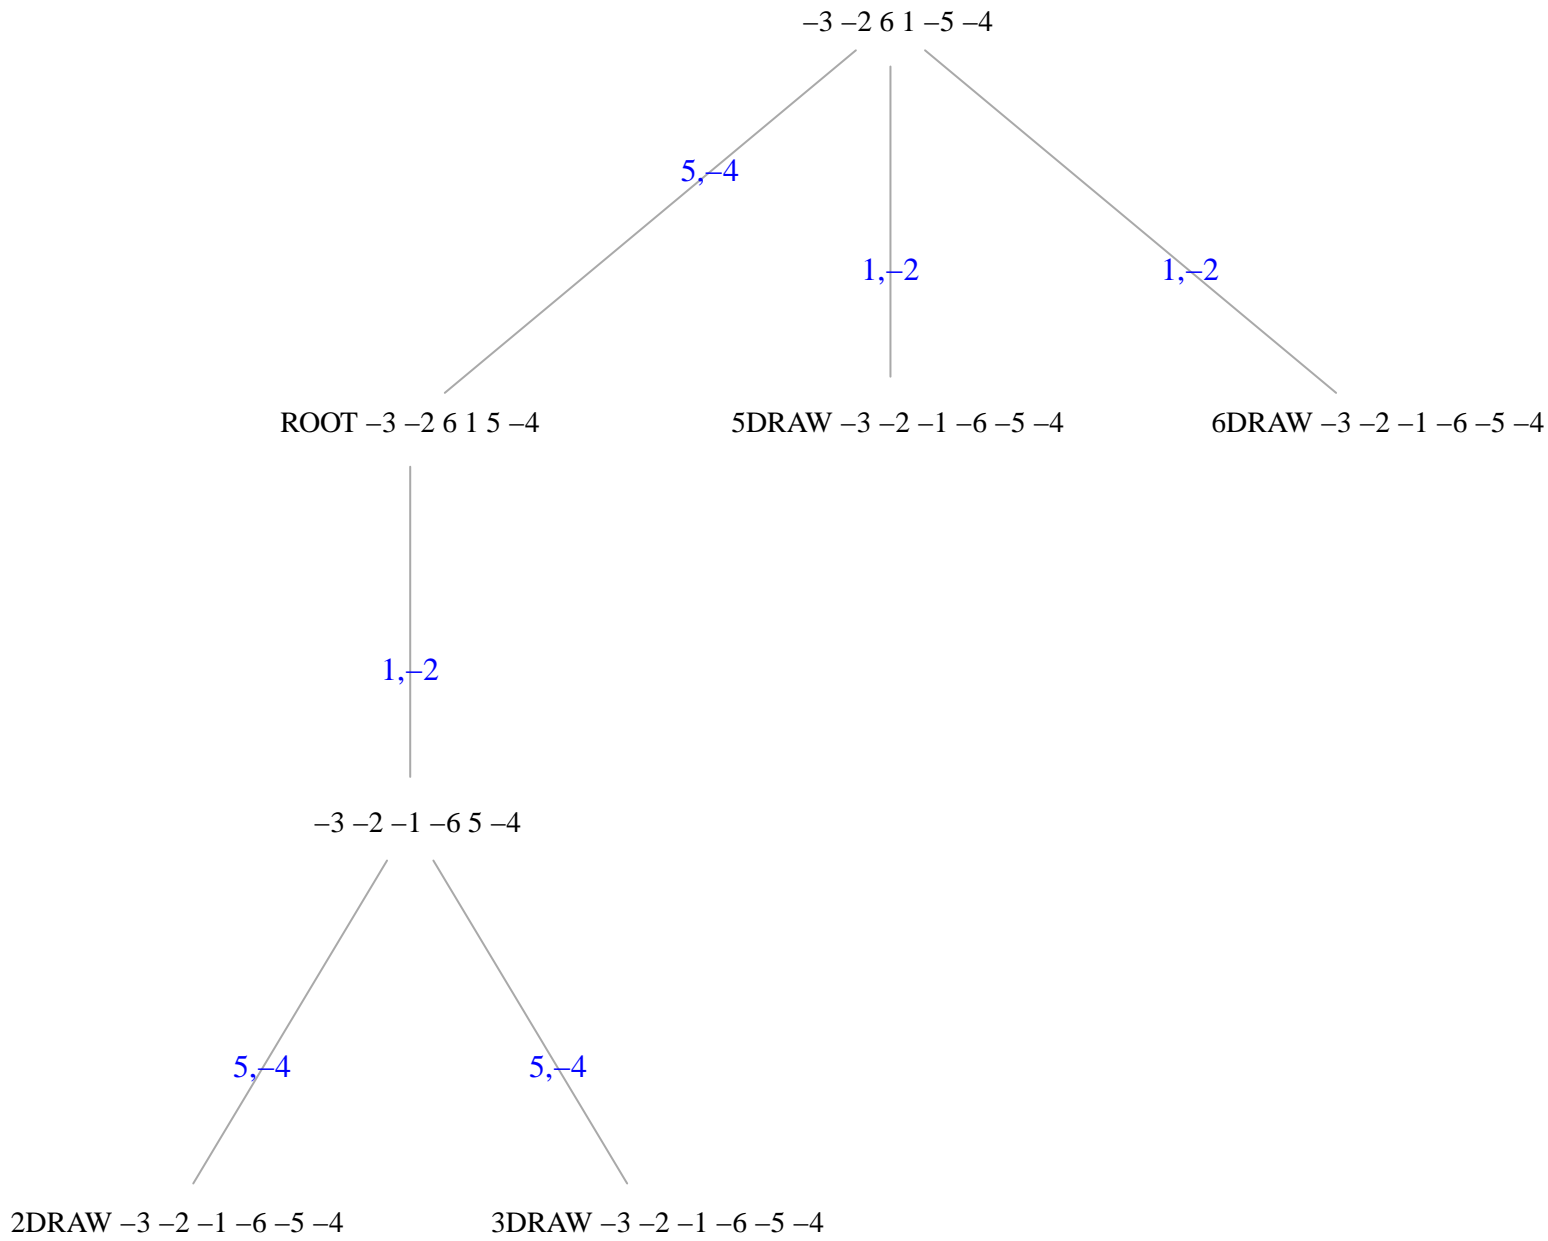 –3 –2 6 1 –5 –4
5,–4
1,–2
1,–2
ROOT –3 –2 6 1 5 –4
5DRAW –3 –2 –1 –6 –5 –4
6DRAW –3 –2 –1 –6 –5 –4
1,–2
–3 –2 –1 –6 5 –4
5,–4
5,–4
2DRAW –3 –2 –1 –6 –5 –4
3DRAW –3 –2 –1 –6 –5 –4